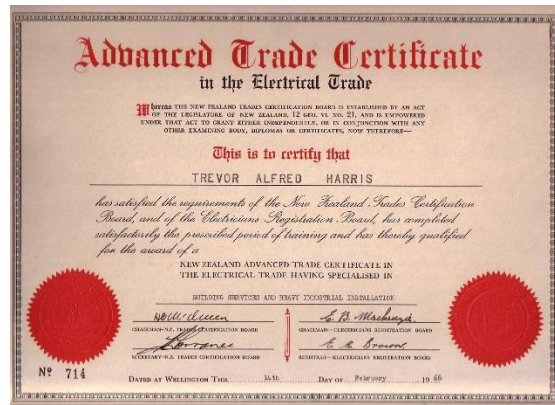 Advanced Trade Certificate
in the Electrical Trade
Whereas THE NEW ZEALAND TRADES CERTIFICATION BOARD IS ESTABLISHED BY AN ACT
OF THE LEGISLATURE OF NEW ZEALAND, 12 GEO. VI. NO. 21, AND IS EMPOWERED
UNDER THAT ACT TO GRANT EITHER INDEPENDENTLY, OR IN CONJUNCTION WITH ANY
OTHER EXAMINING BODY, DIPLOMAS OR CERTIFICATES, NOW THEREFORE—
This is to certify that
TREVOR ALFRED HARRIS
has satisfied the requirements of the New Zealand Trades Certification
Board, and of the Electricians Registration Board, has completed
satisfactorily the prescribed period of training and has thereby qualified
for the award of a
NEW ZEALAND ADVANCED TRADE CERTIFICATE IN
THE ELECTRICAL TRADE HAVING SPECIALISED IN
BUILDING SERVICES AND HEAVY INDUSTRIAL INSTALLATION
E. B. Mackenzie
CHAIRMAN—N.Z. TRADES CERTIFICATION BOARD
CHAIRMAN—ELECTRICIANS REGISTRATION BOARD
E. R. Brown
SECRETARY—N.Z. TRADES CERTIFICATION BOARD
REGISTRAR—ELECTRICIANS REGISTRATION BOARD
Nº 714
DATED AT WELLINGTON THIS 14th DAY OF February 1966